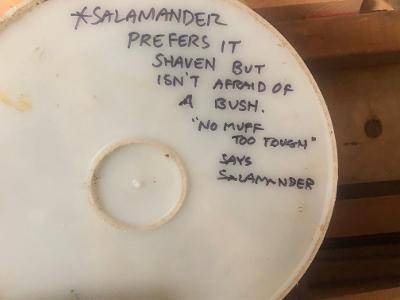 *SALAMANDER
PREFERS IT
SHAVEN BUT
ISN'T AFRAID OF
A BUSH.
"NO MUFF
TOO TOUGH"
SAYS
SALAMANDER